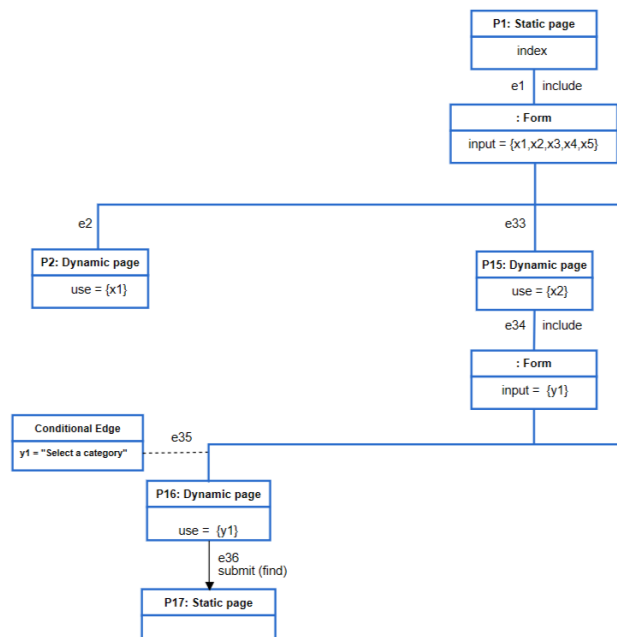 P1: Static page
index
e1 include
: Form
input = {x1,x2,x3,x4,x5}
e2
e33
P2: Dynamic page
use = {x1}
P15: Dynamic page
use = {x2}
e34 include
: Form
input = {y1}
Conditional Edge
y1 = "Select a category"
e35
P16: Dynamic page
use = {y1}
e36
submit (find)
P17: Static page